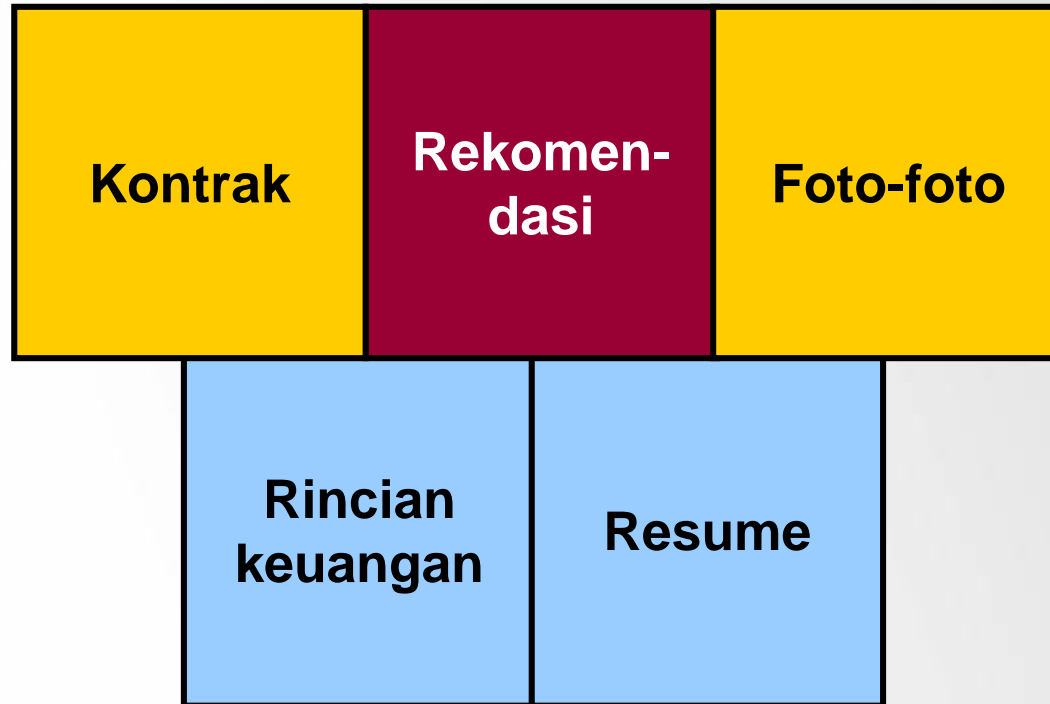 Kontrak
Rekomen-
dasi
Foto-foto
Rincian
keuangan
Resume